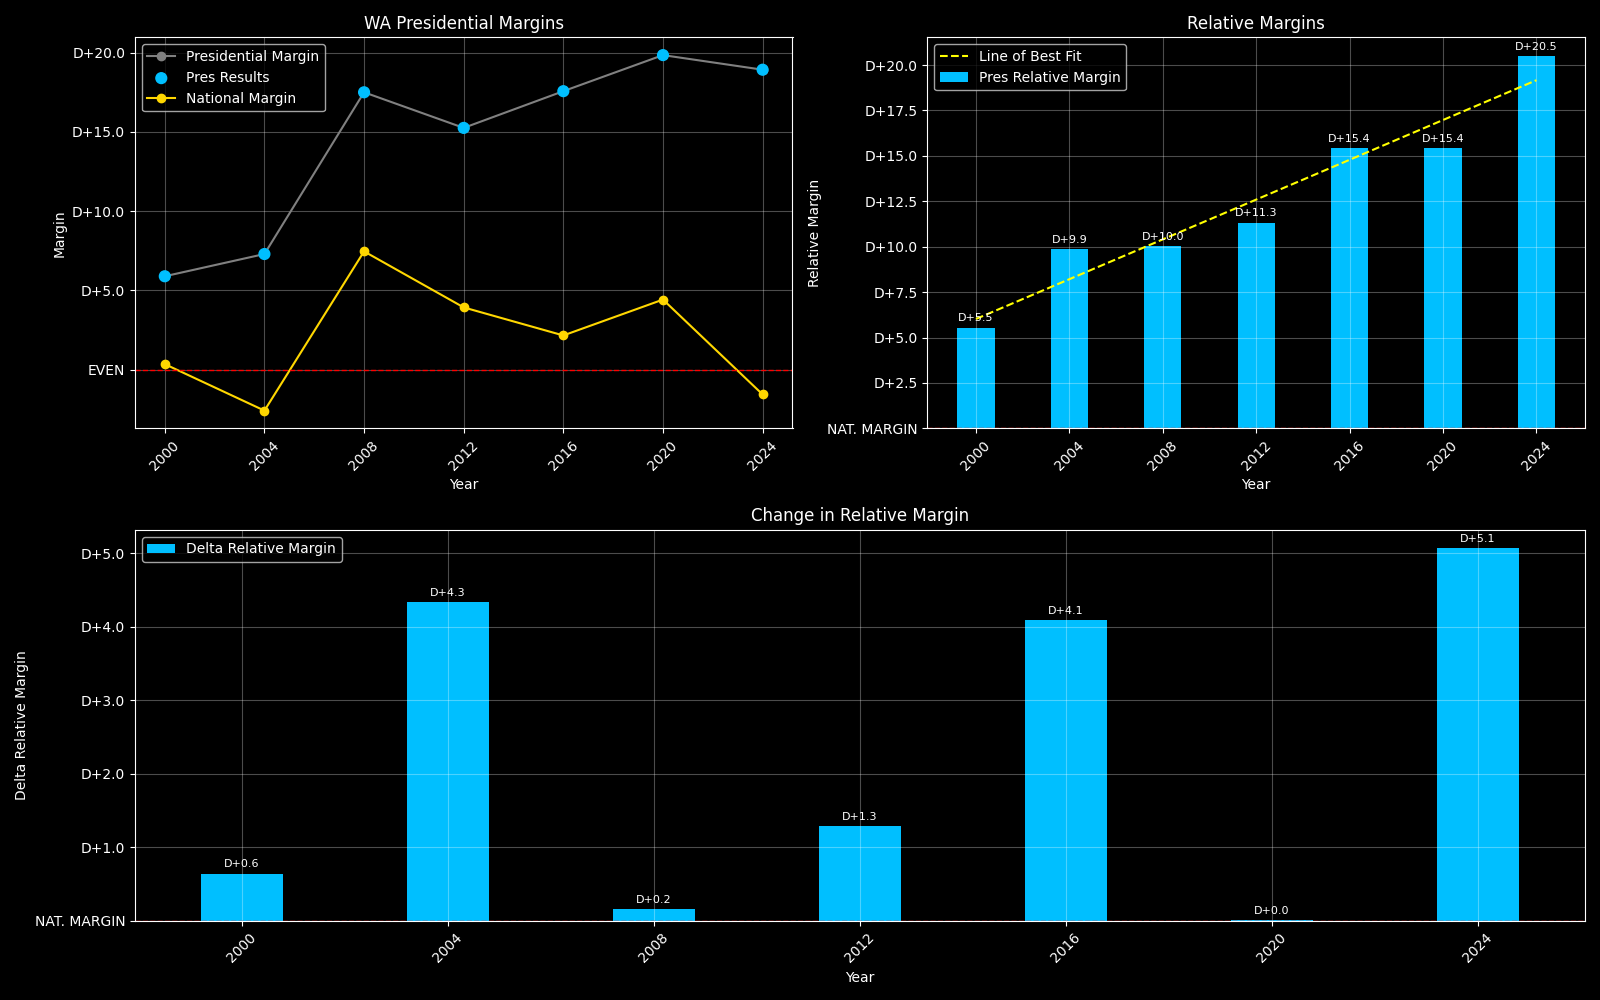 WA Presidential Margins
Presidential Margin
Pres Results
National Margin
D+20.0
D+15.0
D+10.0
D+5.0
EVEN
Margin
2000
2004
2008
2012
2016
2020
2024
Year
Relative Margins
Line of Best Fit
Pres Relative Margin
D+20.0
D+17.5
D+15.0
D+12.5
D+10.0
D+7.5
D+5.0
D+2.5
NAT. MARGIN
Relative Margin
D+5.5
D+9.9
D+10.0
D+11.3
D+15.4
D+15.4
D+20.5
2000
2004
2008
2012
2016
2020
2024
Year
Change in Relative Margin
Delta Relative Margin
D+5.0
D+4.0
D+3.0
D+2.0
D+1.0
NAT. MARGIN
Delta Relative Margin
D+0.6
D+4.3
D+0.2
D+1.3
D+4.1
D+0.0
D+5.1
2000
2004
2008
2012
2016
2020
2024
Year